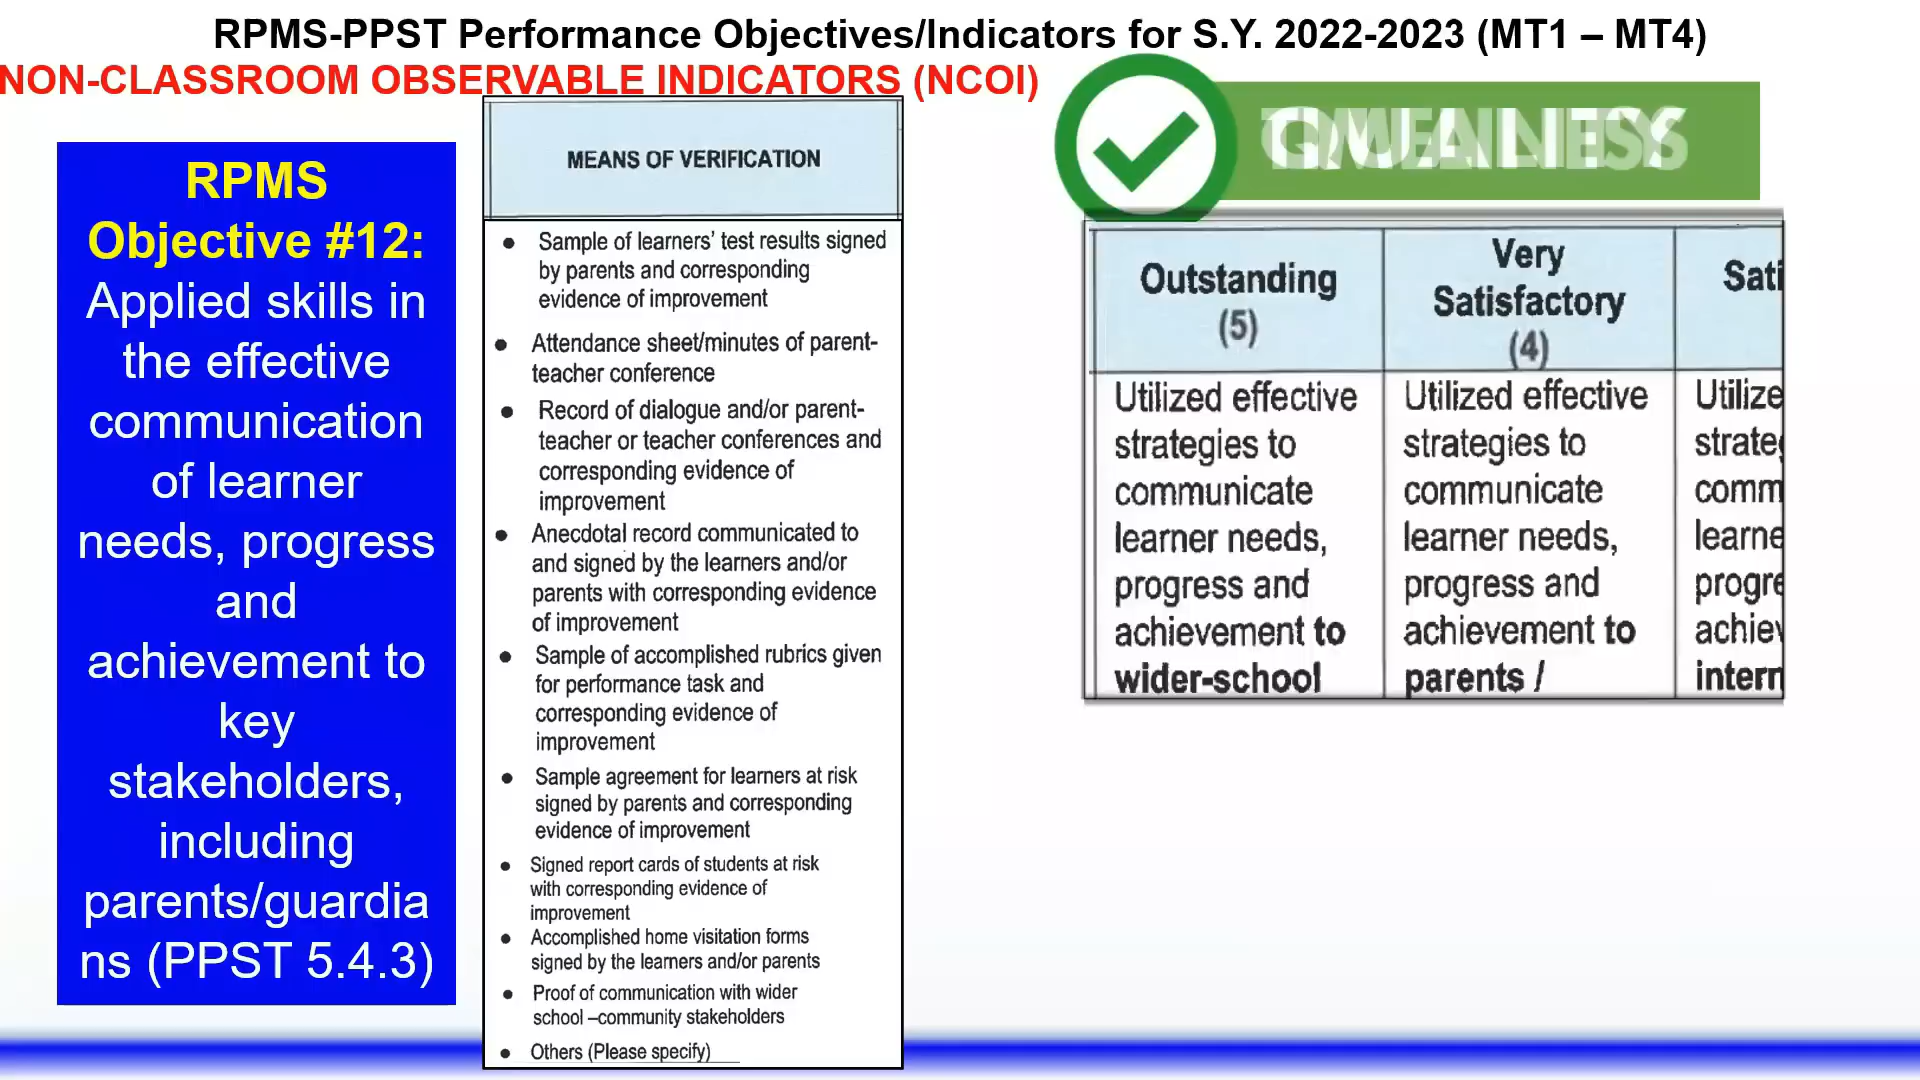 RPMS-PPST Performance Objectives/Indicators for S.Y. 2022-2023 (MT1 – MT4)
NON-CLASSROOM OBSERVABLE INDICATORS (NCOI)
RPMS
Objective #12:
Applied skills in
the effective
communication
of learner
needs, progress
and
achievement to
key
stakeholders,
including
parents/guardia
ns (PPST 5.4.3)
MEANS OF VERIFICATION
● Sample of learners’ test results signed
by parents and corresponding
evidence of improvement
● Attendance sheet/minutes of parent-
teacher conference
● Record of dialogue and/or parent-
teacher or teacher conferences and
corresponding evidence of
improvement
● Anecdotal record communicated to
and signed by the learners and/or
parents with corresponding evidence
of improvement
● Sample of accomplished rubrics given
for performance task and
corresponding evidence of
improvement
● Sample agreement for learners at risk
signed by parents and corresponding
evidence of improvement
● Signed report cards of students at risk
with corresponding evidence of
improvement
● Accomplished home visitation forms
signed by the learners and/or parents
● Proof of communication with wider
school –community stakeholders
● Others (Please specify)
QUALITY
Outstanding
(5)
Utilized effective
strategies to
communicate
learner needs,
progress and
achievement to
wider-school
Very
Satisfactory
(4)
Utilized effective
strategies to
communicate
learner needs,
progress and
achievement to
parents /
Sati
Utilize
strate
comm
learne
progre
achiev
intern